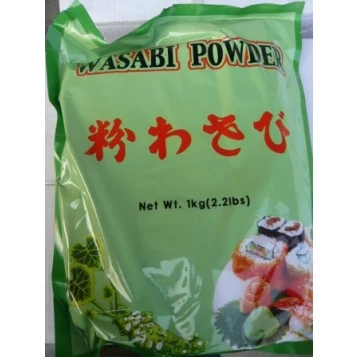 WASABI POWDER
粉わさび
Net Wt. 1kg(2.2lbs)